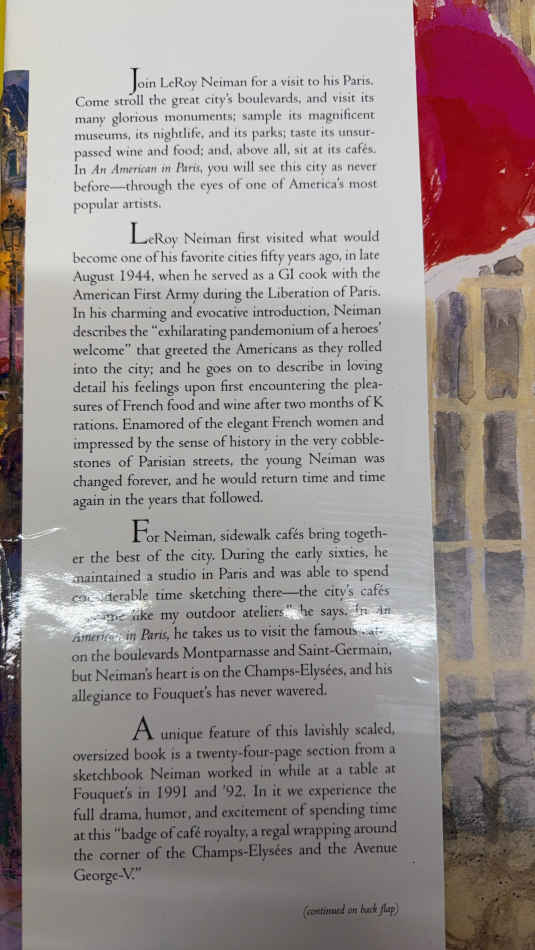 Join LeRoy Neiman for a visit to his Paris.
Come stroll the great city's boulevards, and visit its
many glorious monuments; sample its magnificent
museums, its nightlife, and its parks; taste its unsur-
passed wine and food; and, above all, sit at its cafés.
In An American in Paris, you will see this city as never
before—through the eyes of one of America's most
popular artists.
LeRoy Neiman first visited what would
become one of his favorite cities fifty years ago, in late
August 1944, when he served as a GI cook with the
American First Army during the Liberation of Paris.
In his charming and evocative introduction, Neiman
describes the "exhilarating pandemonium of a heroes'
welcome" that greeted the Americans as they rolled
into the city; and he goes on to describe in loving
detail his feelings upon first encountering the plea-
sures of French food and wine after two months of K
rations. Enamored of the elegant French women and
impressed by the sense of history in the very cobble-
stones of Parisian streets, the young Neiman was
changed forever, and he would return time and time
again in the years that followed.
For Neiman, sidewalk cafés bring togeth-
er the best of the city. During the early sixties, he
maintained a studio in Paris and was able to spend
considerable time sketching there—the city's cafés
like my outdoor ateliers" he says. In An
American in Paris, he takes us to visit the famous
on the boulevards Montparnasse and Saint-Germain,
but Neiman's heart is on the Champs-Elysées, and his
allegiance to Fouquet's has never wavered.
A unique feature of this lavishly scaled,
oversized book is a twenty-four-page section from a
sketchbook Neiman worked in while at a table at
Fouquet's in 1991 and '92. In it we experience the
full drama, humor, and excitement of spending time
at this "badge of café royalty, a regal wrapping around
the corner of the Champs-Elysées and the Avenue
George-V."
(continued on back flap)